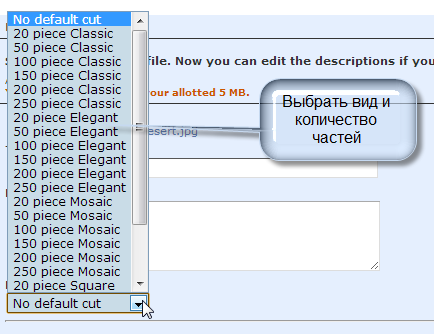 No default cut
20 piece Classic
50 piece Classic
100 piece Classic
150 piece Classic
200 piece Classic
250 piece Classic
20 piece Elegant
50 piece Elegant
100 piece Elegant
150 piece Elegant
200 piece Elegant
250 piece Elegant
20 piece Mosaic
50 piece Mosaic
100 piece Mosaic
150 piece Mosaic
200 piece Mosaic
250 piece Mosaic
20 piece Square
No default cut
file. Now you can edit the descriptions if you
your allotted 5 MB.
esert.jpg
Выбрать вид и
количество
частей